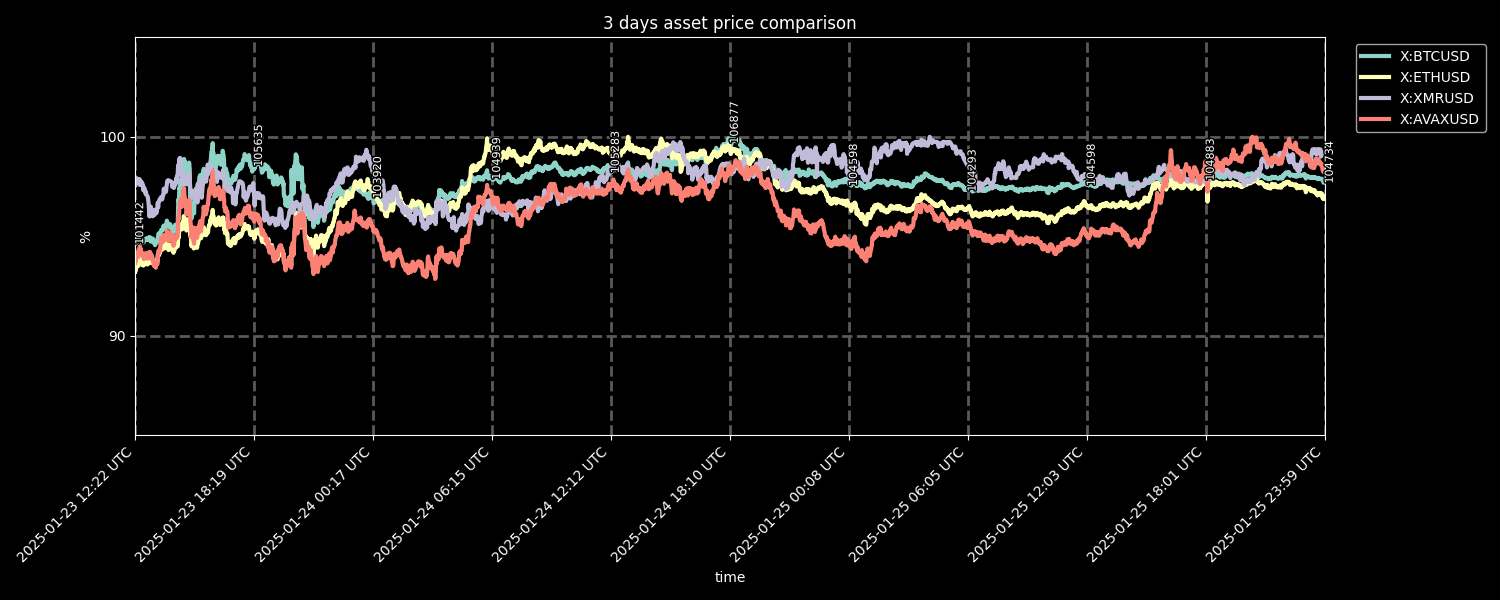 3 days asset price comparison
X:BTCUSD
X:ETHUSD
X:XMRUSD
X:AVAXUSD
100
90
%
101442
105635
103920
104939
105283
106877
104598
104293
104598
104883
104734
2025-01-23 12:22 UTC
2025-01-23 18:19 UTC
2025-01-24 00:17 UTC
2025-01-24 06:15 UTC
2025-01-24 12:12 UTC
2025-01-24 18:10 UTC
2025-01-25 00:08 UTC
2025-01-25 06:05 UTC
2025-01-25 12:03 UTC
2025-01-25 18:01 UTC
2025-01-25 23:59 UTC
time